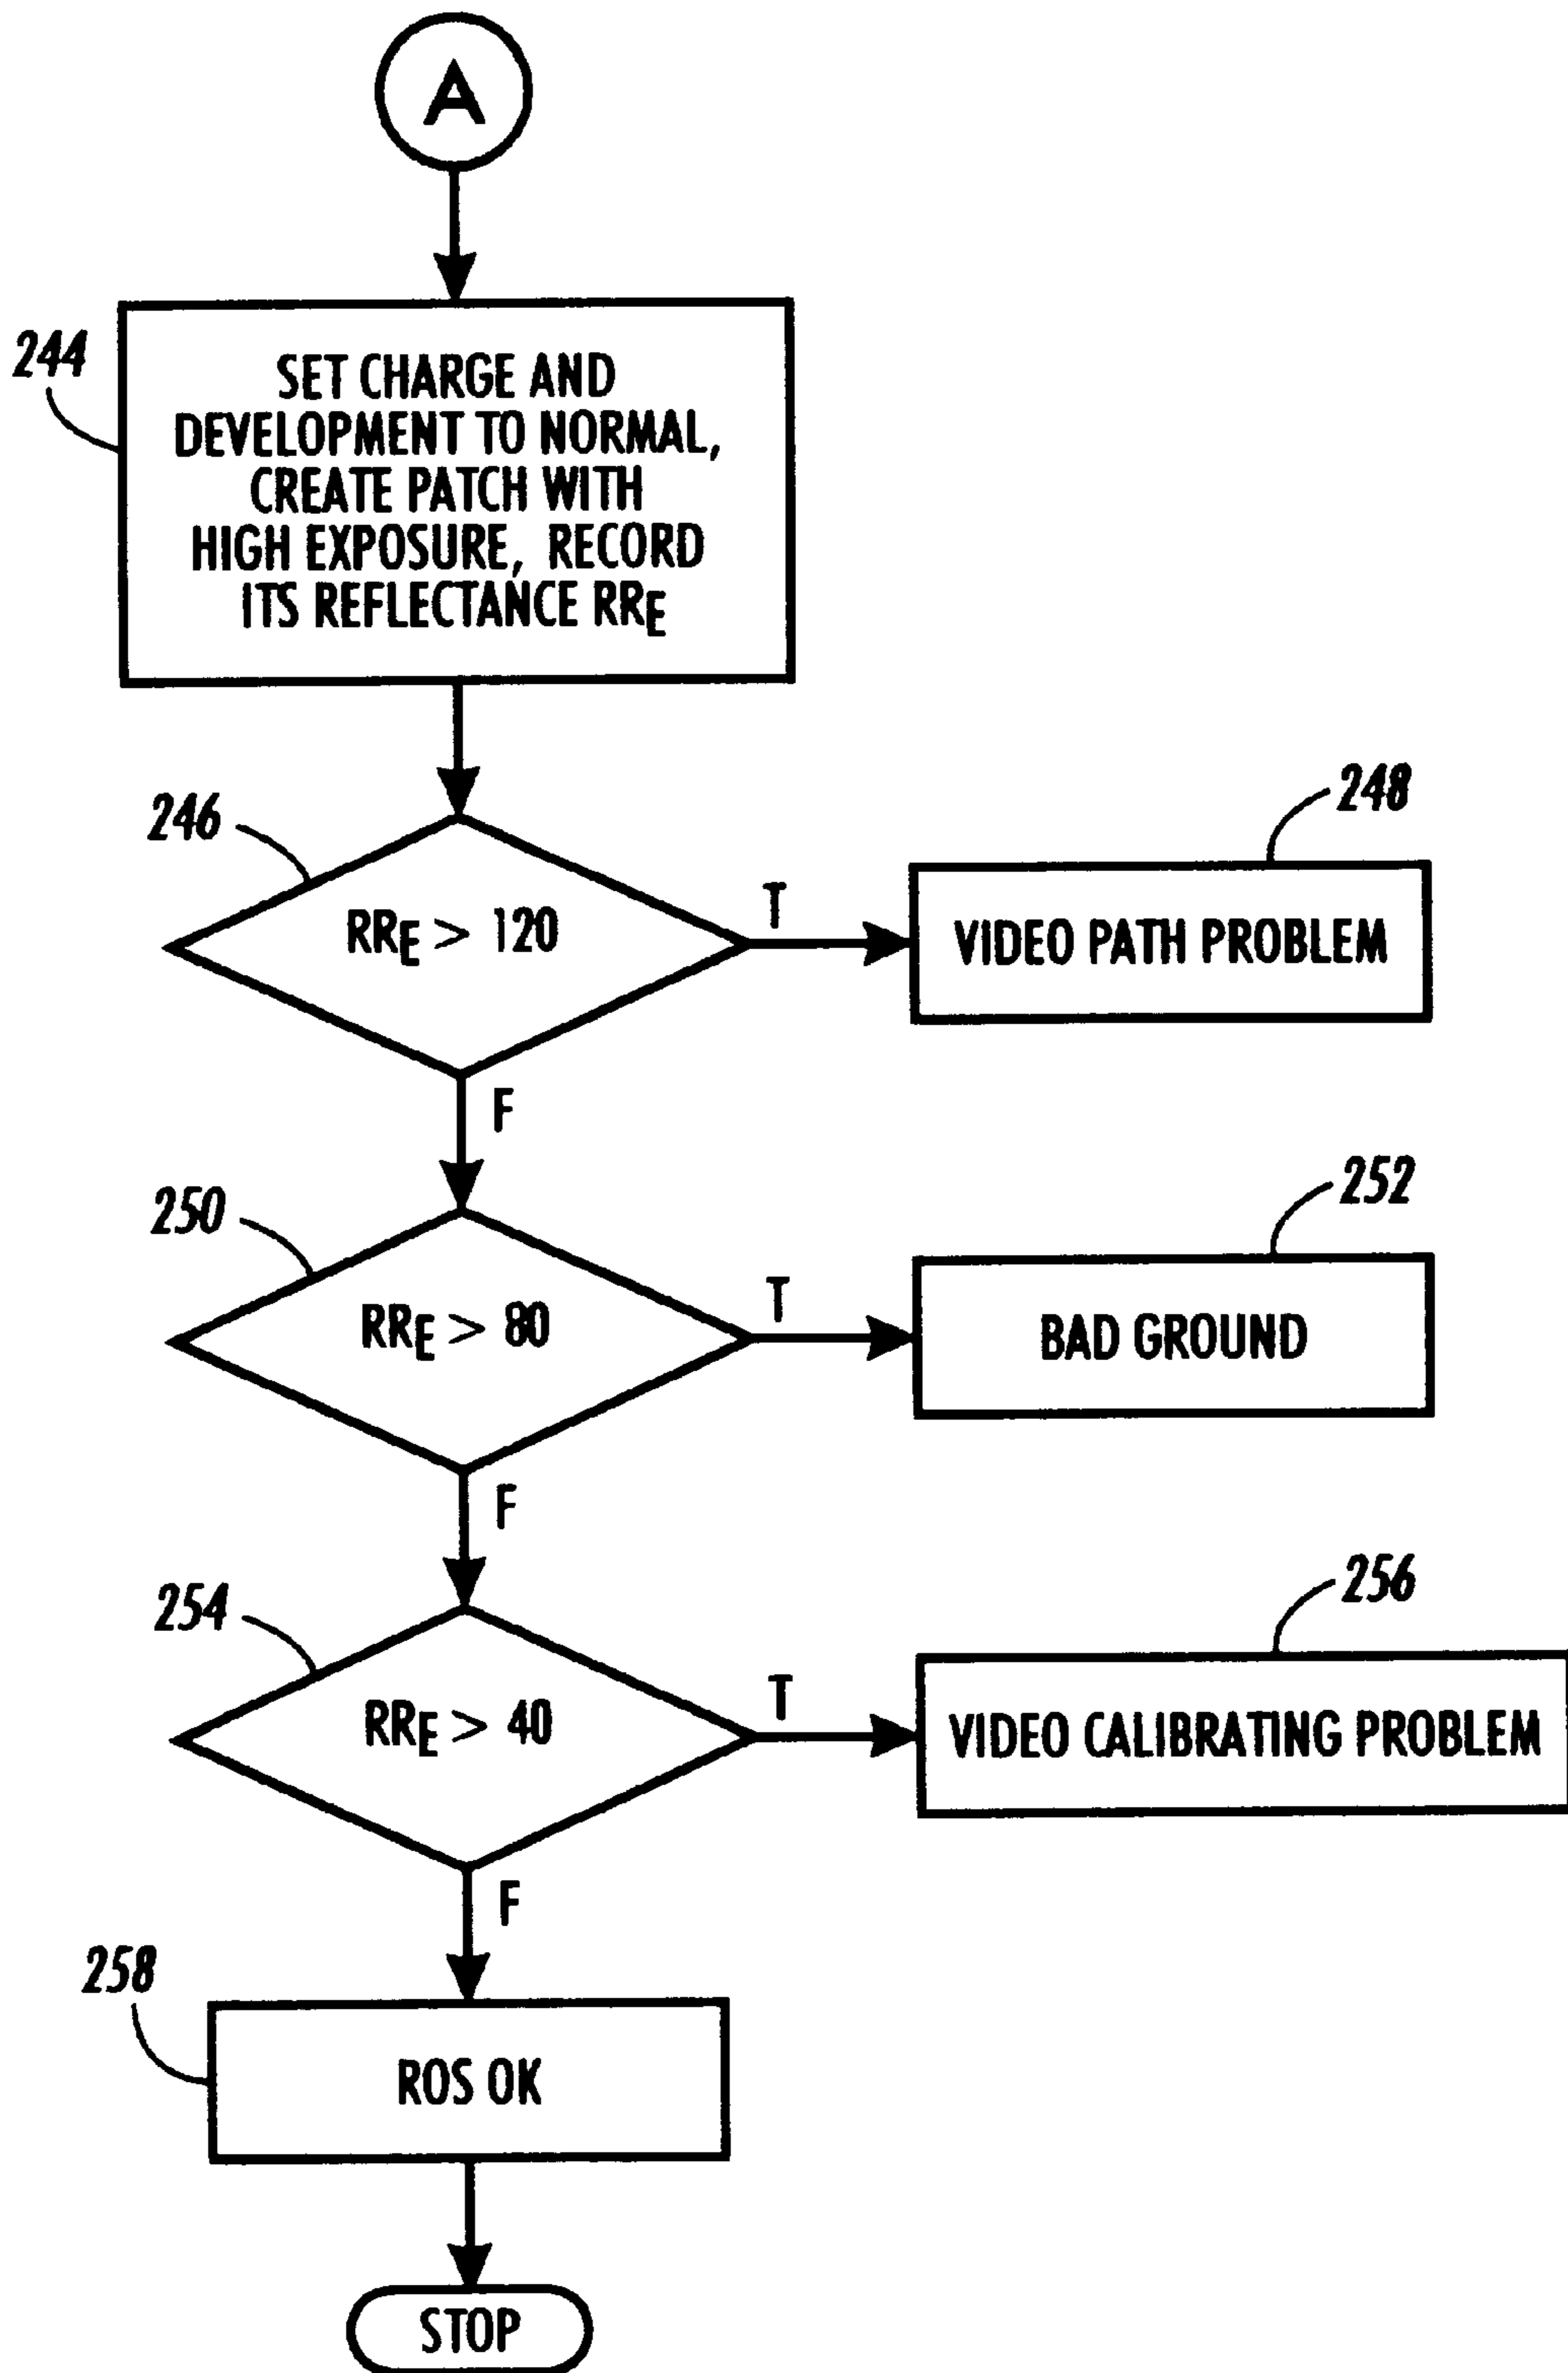 A
244
SET CHARGE AND
DEVELOPMENT TO NORMAL,
CREATE PATCH WITH
HIGH EXPOSURE, RECORD
ITS REFLECTANCE RRE
246
RRE > 120
T
248
VIDEO PATH PROBLEM
F
250
RRE > 80
T
252
BAD GROUND
F
254
RRE > 40
T
256
VIDEO CALIBRATING PROBLEM
F
258
ROS OK
STOP